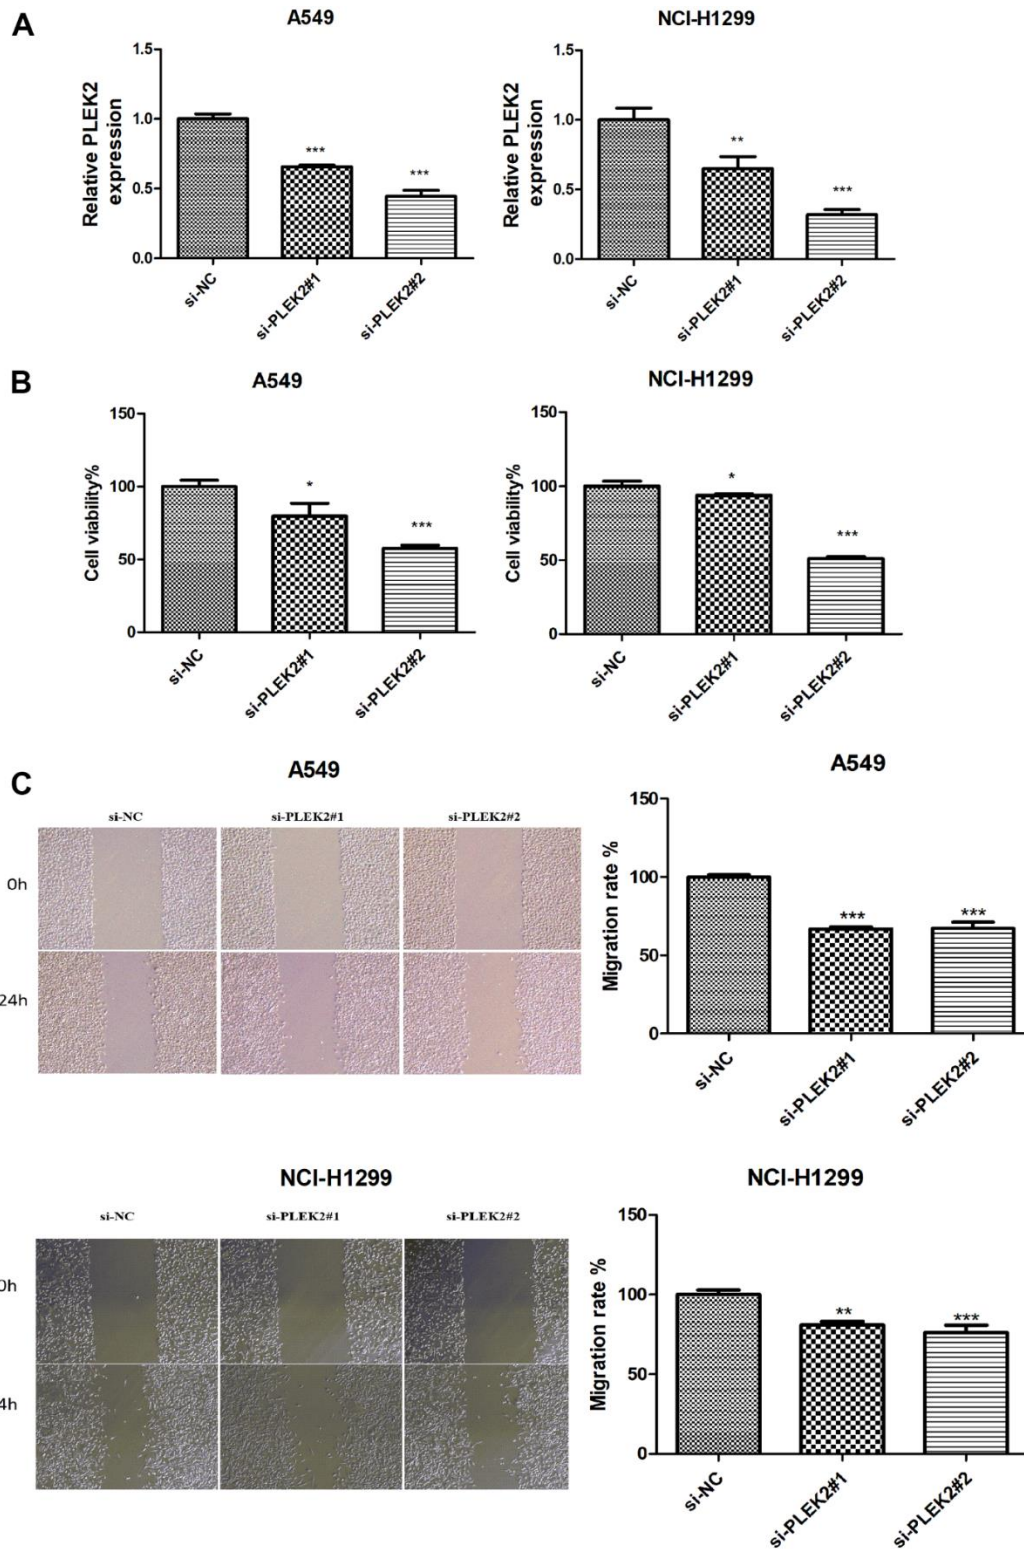 A
A549
NCI-H1299
Relative PLEK2
expression
1.5
1.0
0.5
0.0
***
***
si-NC
si-PLEK2#1
si-PLEK2#2
Relative PLEK2
expression
1.5
1.0
0.5
0.0
**
***
si-NC
si-PLEK2#1
si-PLEK2#2
B
A549
NCI-H1299
Cell viability%
150
100
50
0
*
***
si-NC
si-PLEK2#1
si-PLEK2#2
Cell viability%
150
100
50
0
*
***
si-NC
si-PLEK2#1
si-PLEK2#2
C
A549
si-NC
si-PLEK2#1
si-PLEK2#2
0h
24h
A549
Migration rate %
150
100
50
0
***
***
si-NC
si-PLEK2#1
si-PLEK2#2
NCI-H1299
si-NC
si-PLEK2#1
si-PLEK2#2
0h
4h
NCI-H1299
Migration rate %
150
100
50
0
**
***
si-NC
si-PLEK2#1
si-PLEK2#2